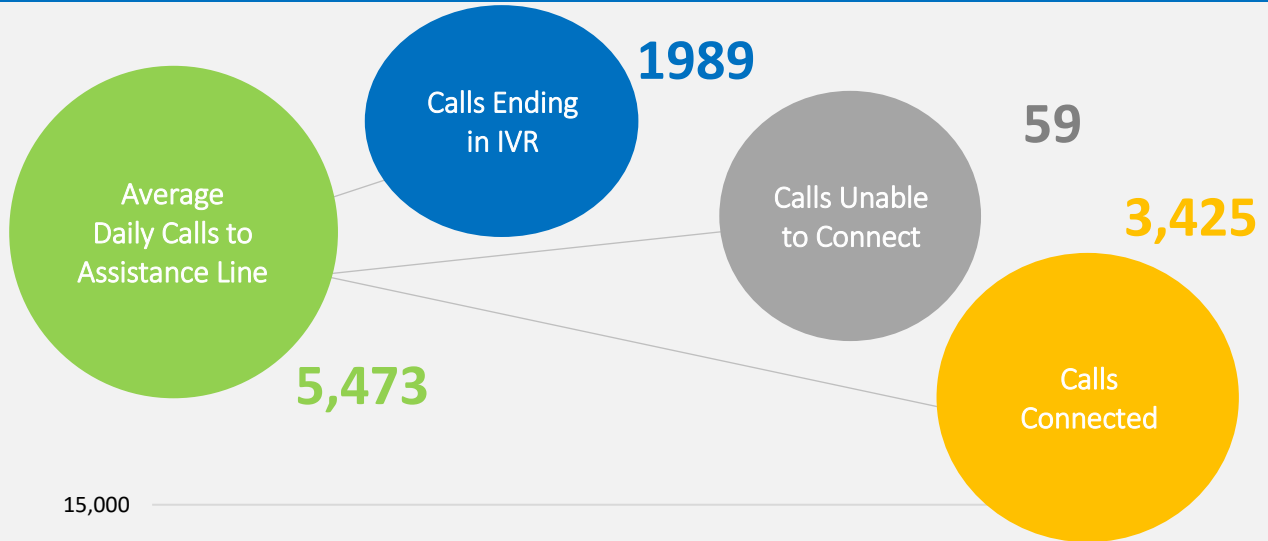 Average
Daily Calls to
Assistance Line
5,473
Calls Ending
in IVR
1989
Calls Unable
to Connect
59
Calls
Connected
3,425
15,000